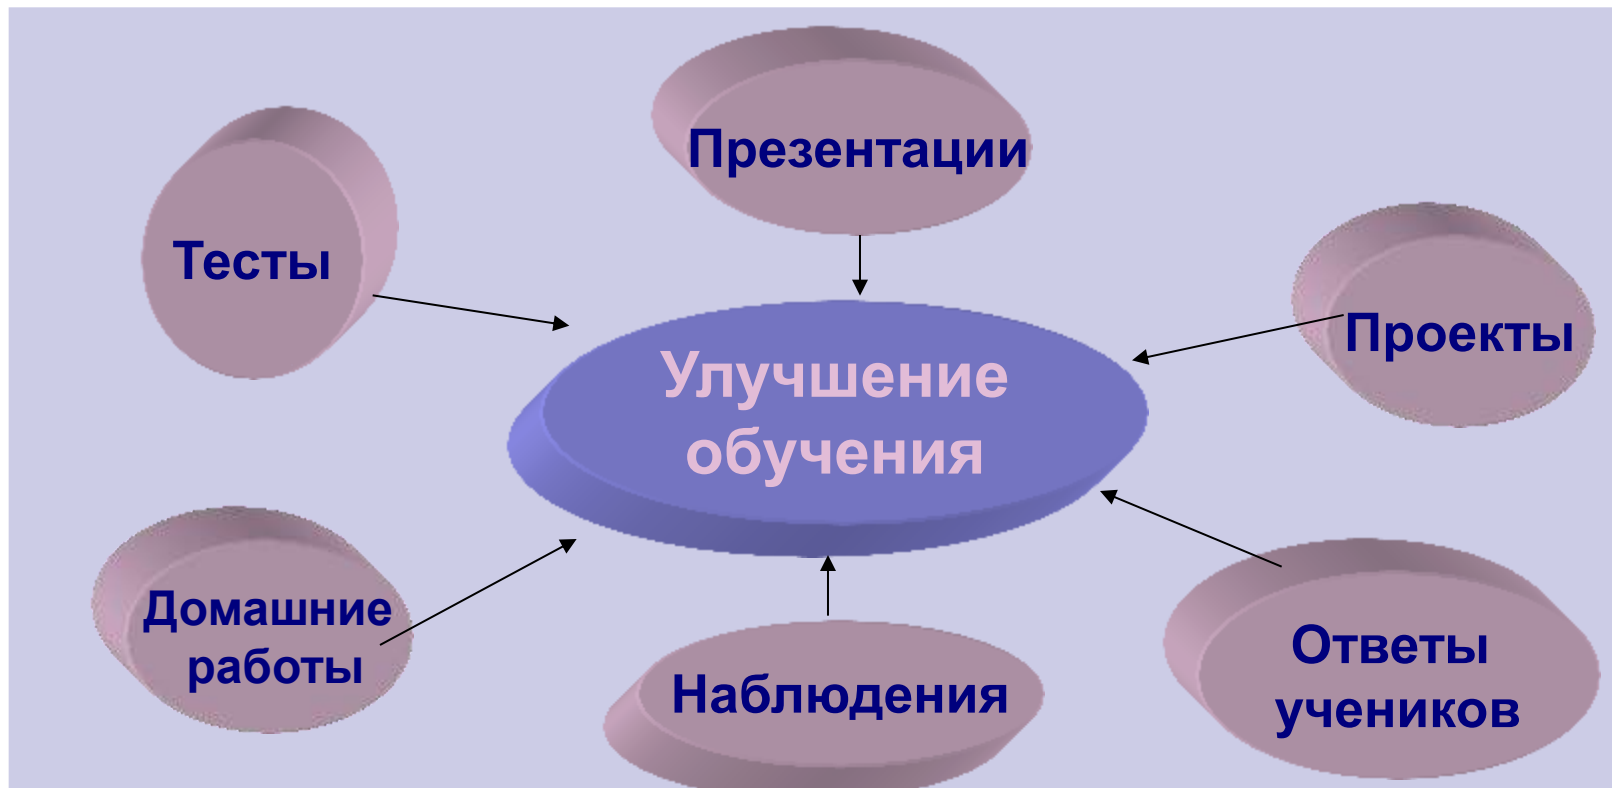 Презентации
Тесты
Проекты
Улучшение
обучения
Домашние
работы
Наблюдения
Ответы
учеников